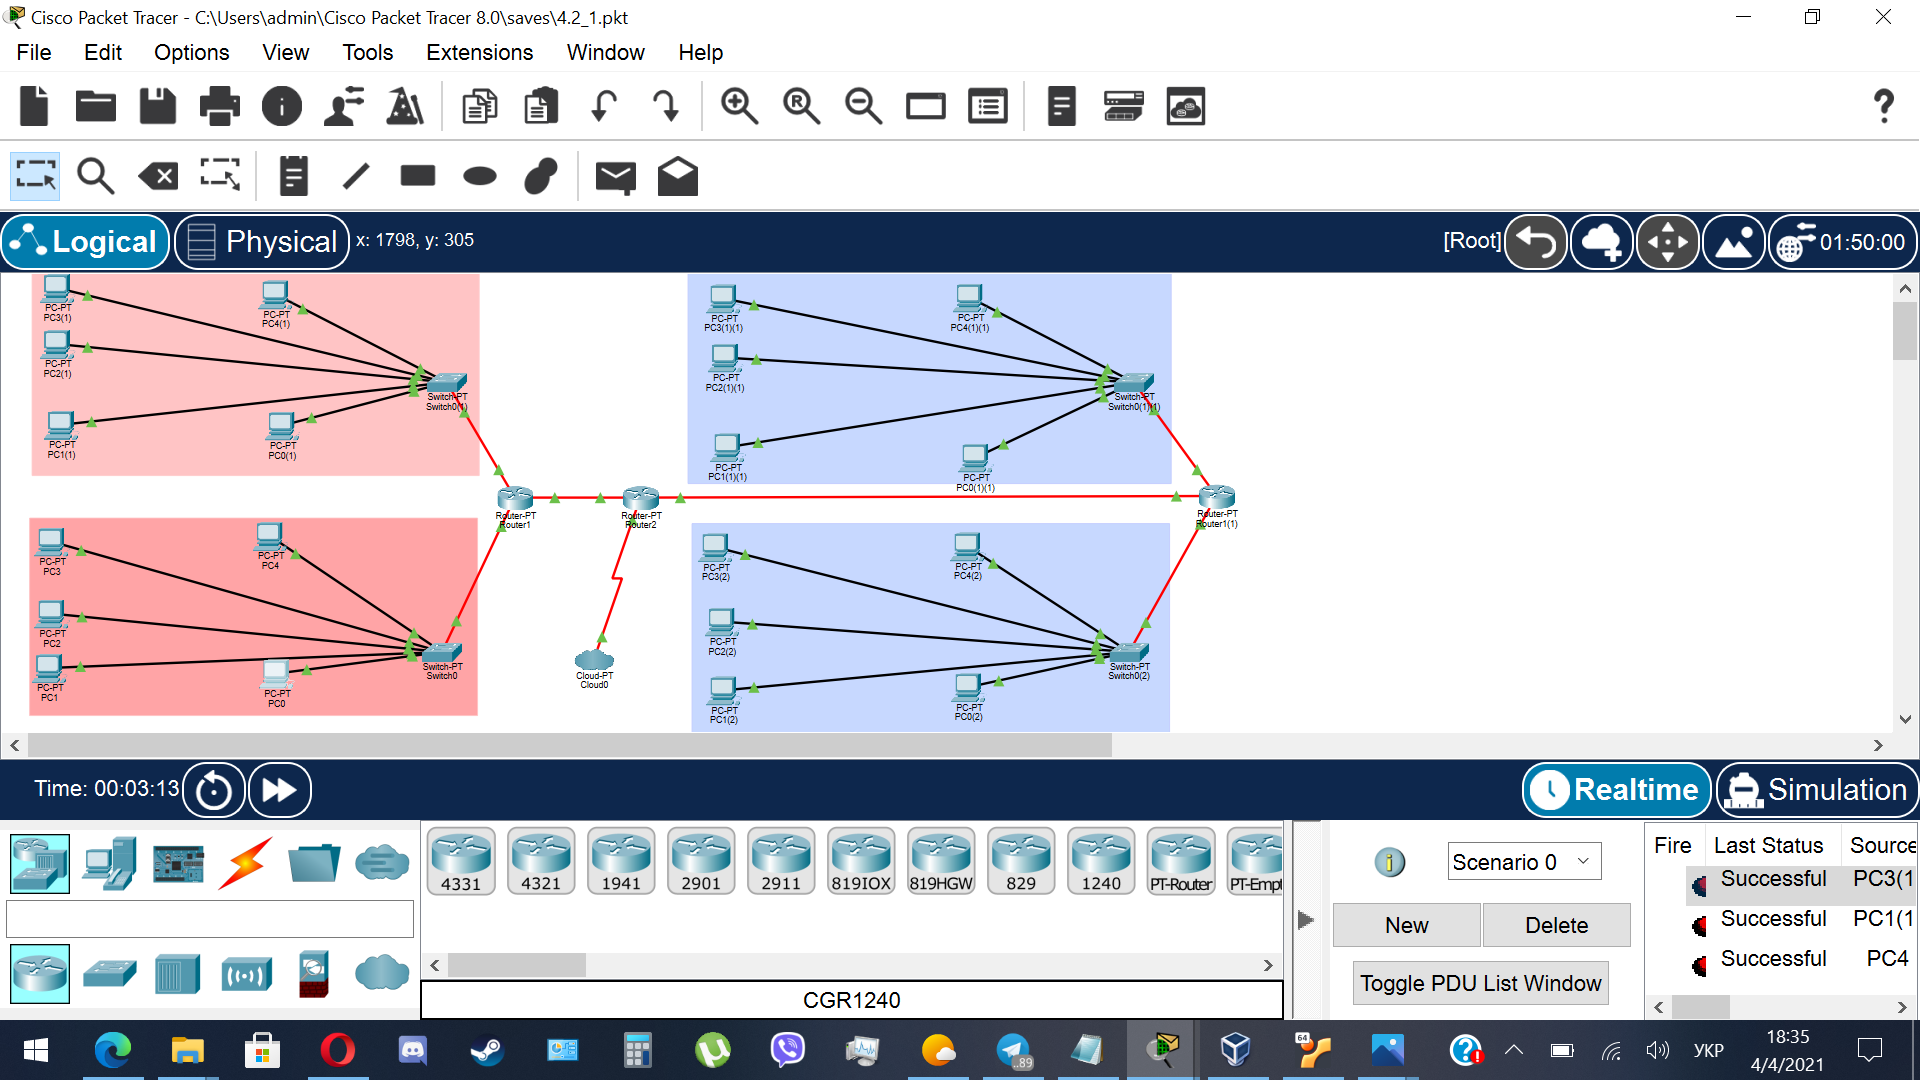 Cisco Packet Tracer - C:\Users\admin\Cisco Packet Tracer 8.0\saves\4.2_1.pkt
File Edit Options View Tools Extensions Window Help
Logical Physical x: 1798, y: 305 [Root] 01:50:00
PC-PT
PC3(1)
PC-PT
PC4(1)
PC-PT
PC2(1)
Switch-PT
Switch0(1)
PC-PT
PC1(1)
PC-PT
PC0(1)
PC-PT
PC3(1)(1)
PC-PT
PC4(1)(1)
PC-PT
PC2(1)(1)
Switch-PT
Switch0(1)(1)
PC-PT
PC1(1)(1)
PC-PT
PC0(1)(1)
Router-PT
Router1
Router-PT
Router2
Router-PT
Router1(1)
PC-PT
PC3
PC-PT
PC4
PC-PT
PC2
Switch-PT
Switch0
PC-PT
PC1
PC-PT
PC0
Cloud-PT
Cloud0
PC-PT
PC3(2)
PC-PT
PC4(2)
PC-PT
PC2(2)
Switch-PT
Switch0(2)
PC-PT
PC1(2)
PC-PT
PC0(2)
Time: 00:03:13 Realtime Simulation
4331 4321 1941 2901 2911 819IOX 819HGW 829 1240 PT-Router PT-Empt
CGR1240
Scenario 0
New Delete
Toggle PDU List Window
Fire Last Status Source
Successful PC3(1
Successful PC1(1
Successful PC4
..89
64
УКР
18:35
4/4/2021